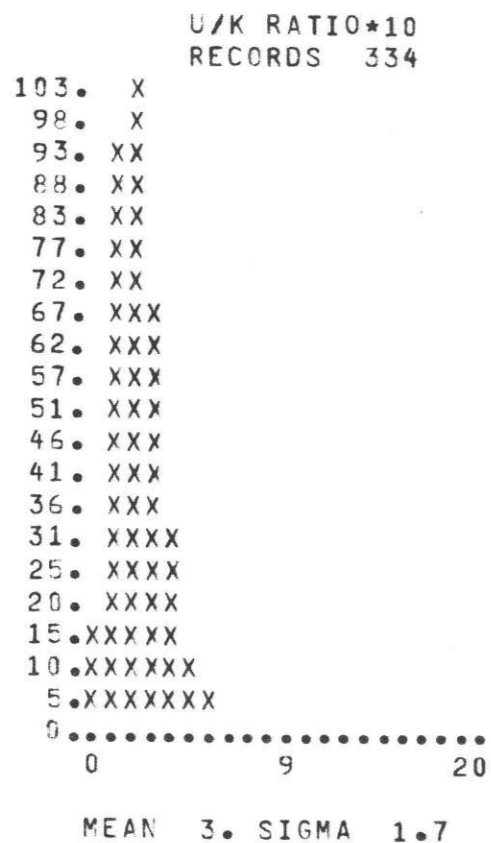 U/K RATIO*10
RECORDS 334
103. X
98. X
93. XX
88. XX
83. XX
77. XX
72. XX
67. XXX
62. XXX
57. XXX
51. XXX
46. XXX
41. XXX
36. XXX
31. XXXX
25. XXXX
20. XXXX
15.XXXXX
10.XXXXXX
5.XXXXXXX
0......................
0 9 20
MEAN 3. SIGMA 1.7